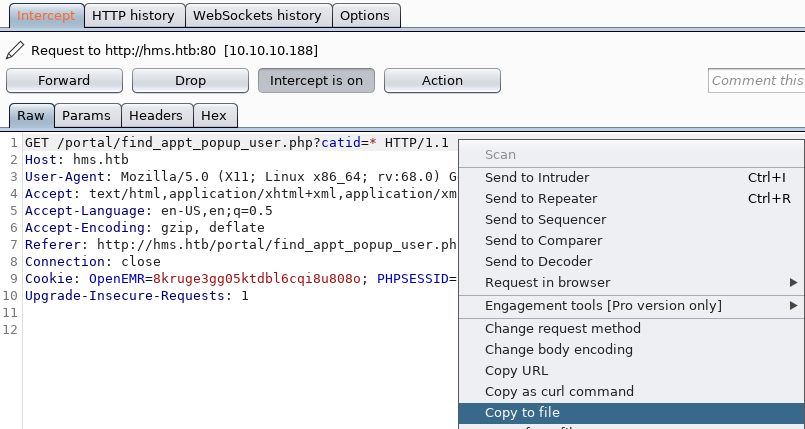 Intercept HTTP history WebSockets history Options
Request to http://hms.htb:80 [10.10.10.188]
Forward Drop Intercept is on Action Comment this
Raw Params Headers Hex
1 GET /portal/find_appt_popup_user.php?catid=* HTTP/1.1
2 Host: hms.htb
3 User-Agent: Mozilla/5.0 (X11; Linux x86_64; rv:68.0) G
4 Accept: text/html,application/xhtml+xml,application/xm
5 Accept-Language: en-US,en;q=0.5
6 Accept-Encoding: gzip, deflate
7 Referer: http://hms.htb/portal/find_appt_popup_user.ph
8 Connection: close
9 Cookie: OpenEMR=8kruge3gg05ktdbl6cqi8u808o; PHPSESSID=
10 Upgrade-Insecure-Requests: 1
11
12
Scan
Send to Intruder Ctrl+I
Send to Repeater Ctrl+R
Send to Sequencer
Send to Comparer
Send to Decoder
Request in browser
Engagement tools [Pro version only]
Change request method
Change body encoding
Copy URL
Copy as curl command
Copy to file